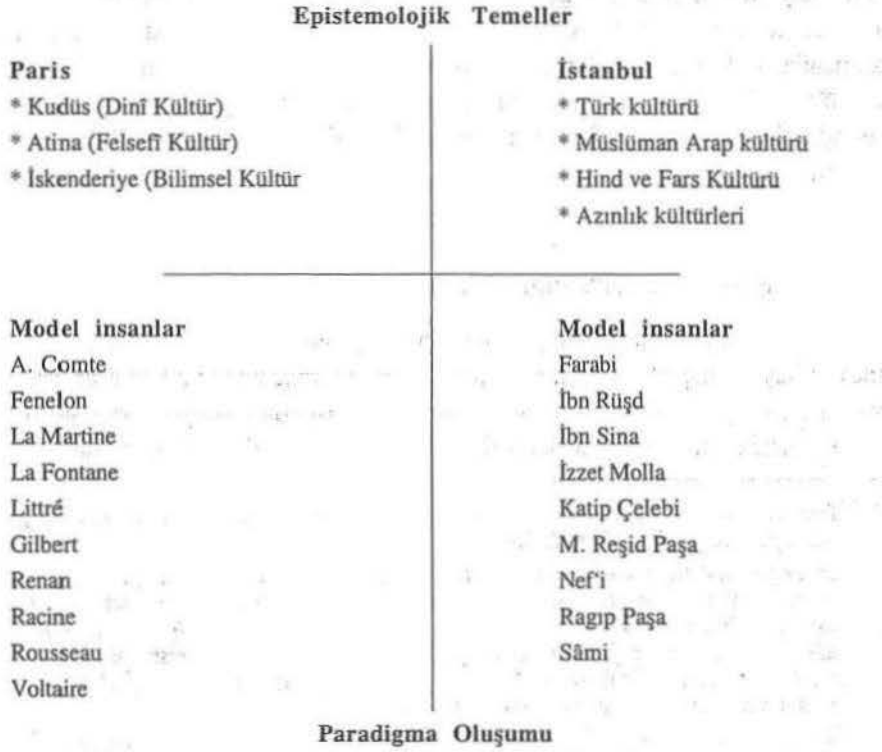 Epistemolojik Temeller
Paris
* Kudüs (Dinî Kültür)
* Atina (Felsefî Kültür)
* İskenderiye (Bilimsel Kültür
İstanbul
* Türk kültürü
* Müslüman Arap kültürü
* Hind ve Fars Kültürü
* Azınlık kültürleri
Model insanlar
A. Comte
Fenelon
La Martine
La Fontane
Littré
Gilbert
Renan
Racine
Rousseau
Voltaire
Model insanlar
Farabi
İbn Rüşd
İbn Sina
İzzet Molla
Katip Çelebi
M. Reşid Paşa
Nef'i
Ragıp Paşa
Sâmi
Paradigma Oluşumu